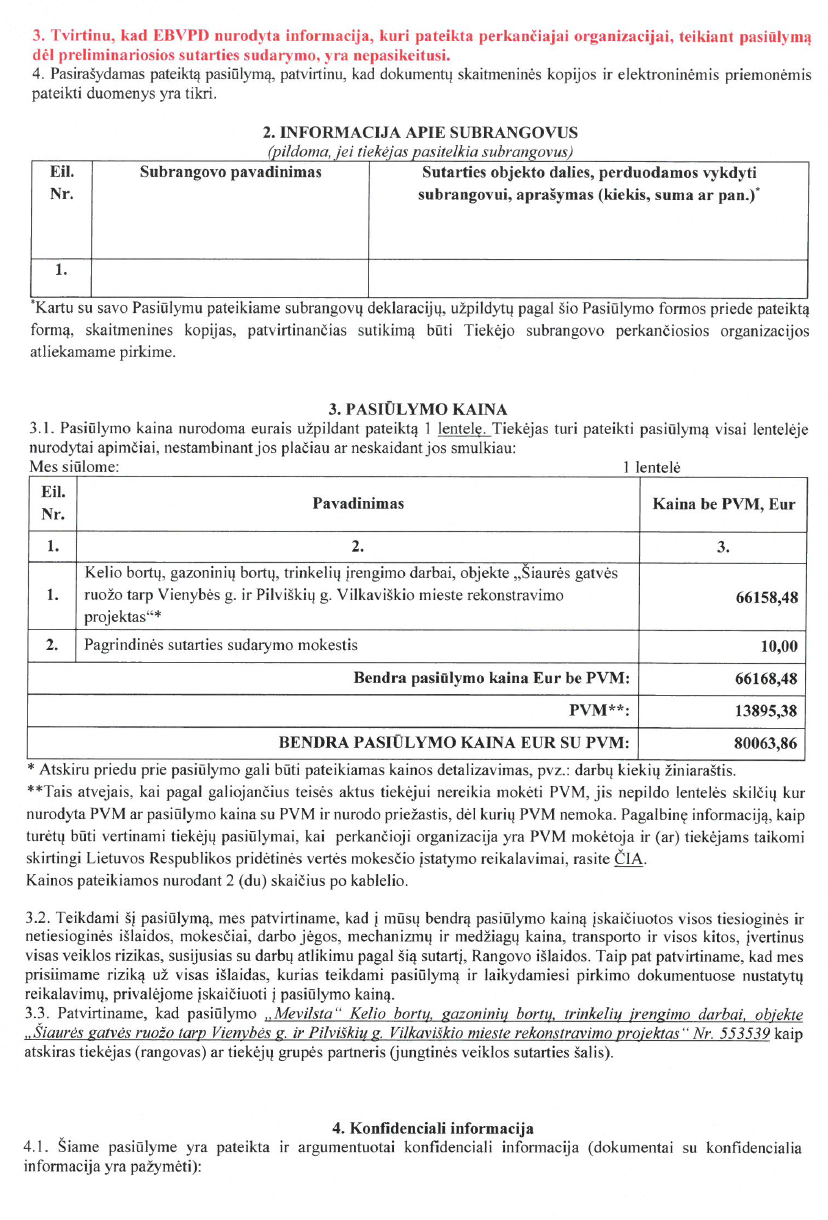 3. Tvirtinu, kad EBVPD nurodyta informacija, kuri pateikta perkančiajai organizacijai, teikiant pasiūlymą
dėl preliminariosios sutarties sudarymo, yra nepasikeitusi.
4. Pasirašydamas pateiktą pasiūlymą, patvirtinu, kad dokumentų skaitmeninės kopijos ir elektroninėmis priemonėmis
pateikti duomenys yra tikri.
2. INFORMACIJA APIE SUBRANGOVUS
(pildoma, jei tiekėjas pasitelkia subrangovus)
Eil. Nr.
Subrangovo pavadinimas
Sutarties objekto dalies, perduodamos vykdyti
subrangovui, aprašymas (kiekis, suma ar pan.)*
1.
*Kartu su savo Pasiūlymu pateikiame subrangovų deklaracijų, užpildytų pagal šio Pasiūlymo formos priede pateiktą
formą, skaitmenines kopijas, patvirtinančias sutikimą būti Tiekėjo subrangovo perkančiosios organizacijos
atliekamame pirkime.
3. PASIŪLYMO KAINA
3.1. Pasiūlymo kaina nurodoma eurais užpildant pateiktą 1 lentelę. Tiekėjas turi pateikti pasiūlymą visai lentelėje
nurodytai apimčiai, nestambinant jos plačiau ar neskaidant jos smulkiau:
Mes siūlome: 1 lentelė
Eil. Nr.
Pavadinimas
Kaina be PVM, Eur
1. 2. 3.
1. Kelio bortų, gazoninių bortų, trinkelių įrengimo darbai, objekte „Šiaurės gatvės
ruožo tarp Vienybės g. ir Pilviškių g. Vilkaviškio mieste rekonstravimo
projektas“* 66158,48
2. Pagrindinės sutarties sudarymo mokestis 10,00
Bendra pasiūlymo kaina Eur be PVM: 66168,48
PVM**: 13895,38
BENDRA PASIŪLYMO KAINA EUR SU PVM: 80063,86
* Atskiru priedu prie pasiūlymo gali būti pateikiamas kainos detalizavimas, pvz.: darbų kiekių žiniaraštis.
**Tais atvejais, kai pagal galiojančius teisės aktus tiekėjui nereikia mokėti PVM, jis nepildo lentelės skilčių kur
nurodyta PVM ar pasiūlymo kaina su PVM ir nurodo priežastis, dėl kurių PVM nemoka. Pagalbinę informaciją, kaip
turėtų būti vertinami tiekėjų pasiūlymai, kai perkančioji organizacija yra PVM mokėtoja ir (ar) tiekėjams taikomi
skirtingi Lietuvos Respublikos pridėtinės vertės mokesčio įstatymo reikalavimai, rasite ČIA.
Kainos pateikiamos nurodant 2 (du) skaičius po kablelio.
3.2. Teikdami šį pasiūlymą, mes patvirtiname, kad į mūsų bendrą pasiūlymo kainą įskaičiuotos visos tiesioginės ir
netiesioginės išlaidos, mokesčiai, darbo jėgos, mechanizmų ir medžiagų kaina, transporto ir visos kitos, įvertinus
visas veiklos rizikas, susijusias su darbų atlikimu pagal šią sutartį, Rangovo išlaidos. Taip pat patvirtiname, kad mes
prisiimame riziką už visas išlaidas, kurias teikdami pasiūlymą ir laikydamiesi pirkimo dokumentuose nustatytų
reikalavimų, privalėjome įskaičiuoti į pasiūlymo kainą.
3.3. Patvirtiname, kad pasiūlymo „Mevilsta“ Kelio bortų, gazoninių bortų, trinkelių įrengimo darbai, objekte
„Šiaurės gatvės ruožo tarp Vienybės g. ir Pilviškių g. Vilkaviškio mieste rekonstravimo projektas“ Nr. 553539 kaip
atskiras tiekėjas (rangovas) ar tiekėjų grupės partneris (jungtinės veiklos sutarties šalis).
4. Konfidenciali informacija
4.1. Šiame pasiūlyme yra pateikta ir argumentuotai konfidenciali informacija (dokumentai su konfidencialia
informacija yra pažymėti):